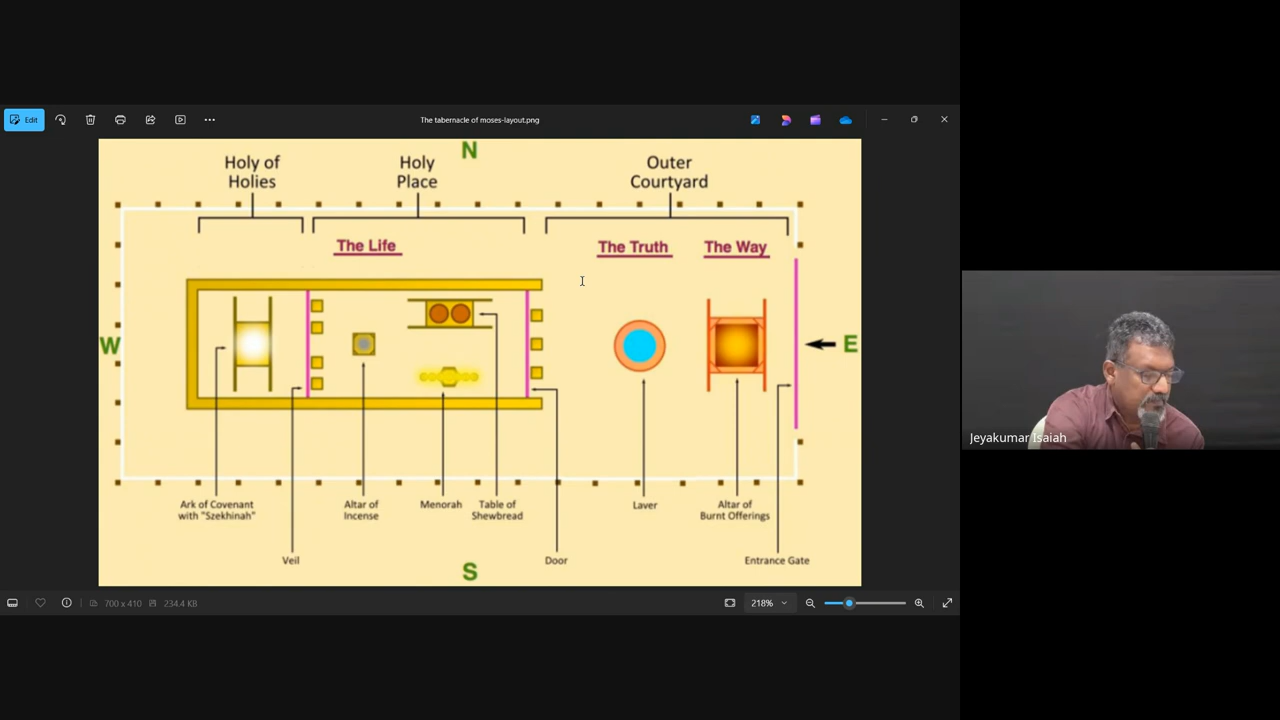 Edit
The tabernacle of moses-layout.png
N
Holy of
Holies
Holy
Place
Outer
Courtyard
The Life
The Truth
The Way
W
E
Ark of Covenant
with "Szekhinah"
Altar of
Incense
Menorah
Table of
Shewbread
Laver
Altar of
Burnt Offerings
Veil
Door
Entrance Gate
S
700 x 410
234.4 KB
218%
Jeyakumar Isaiah